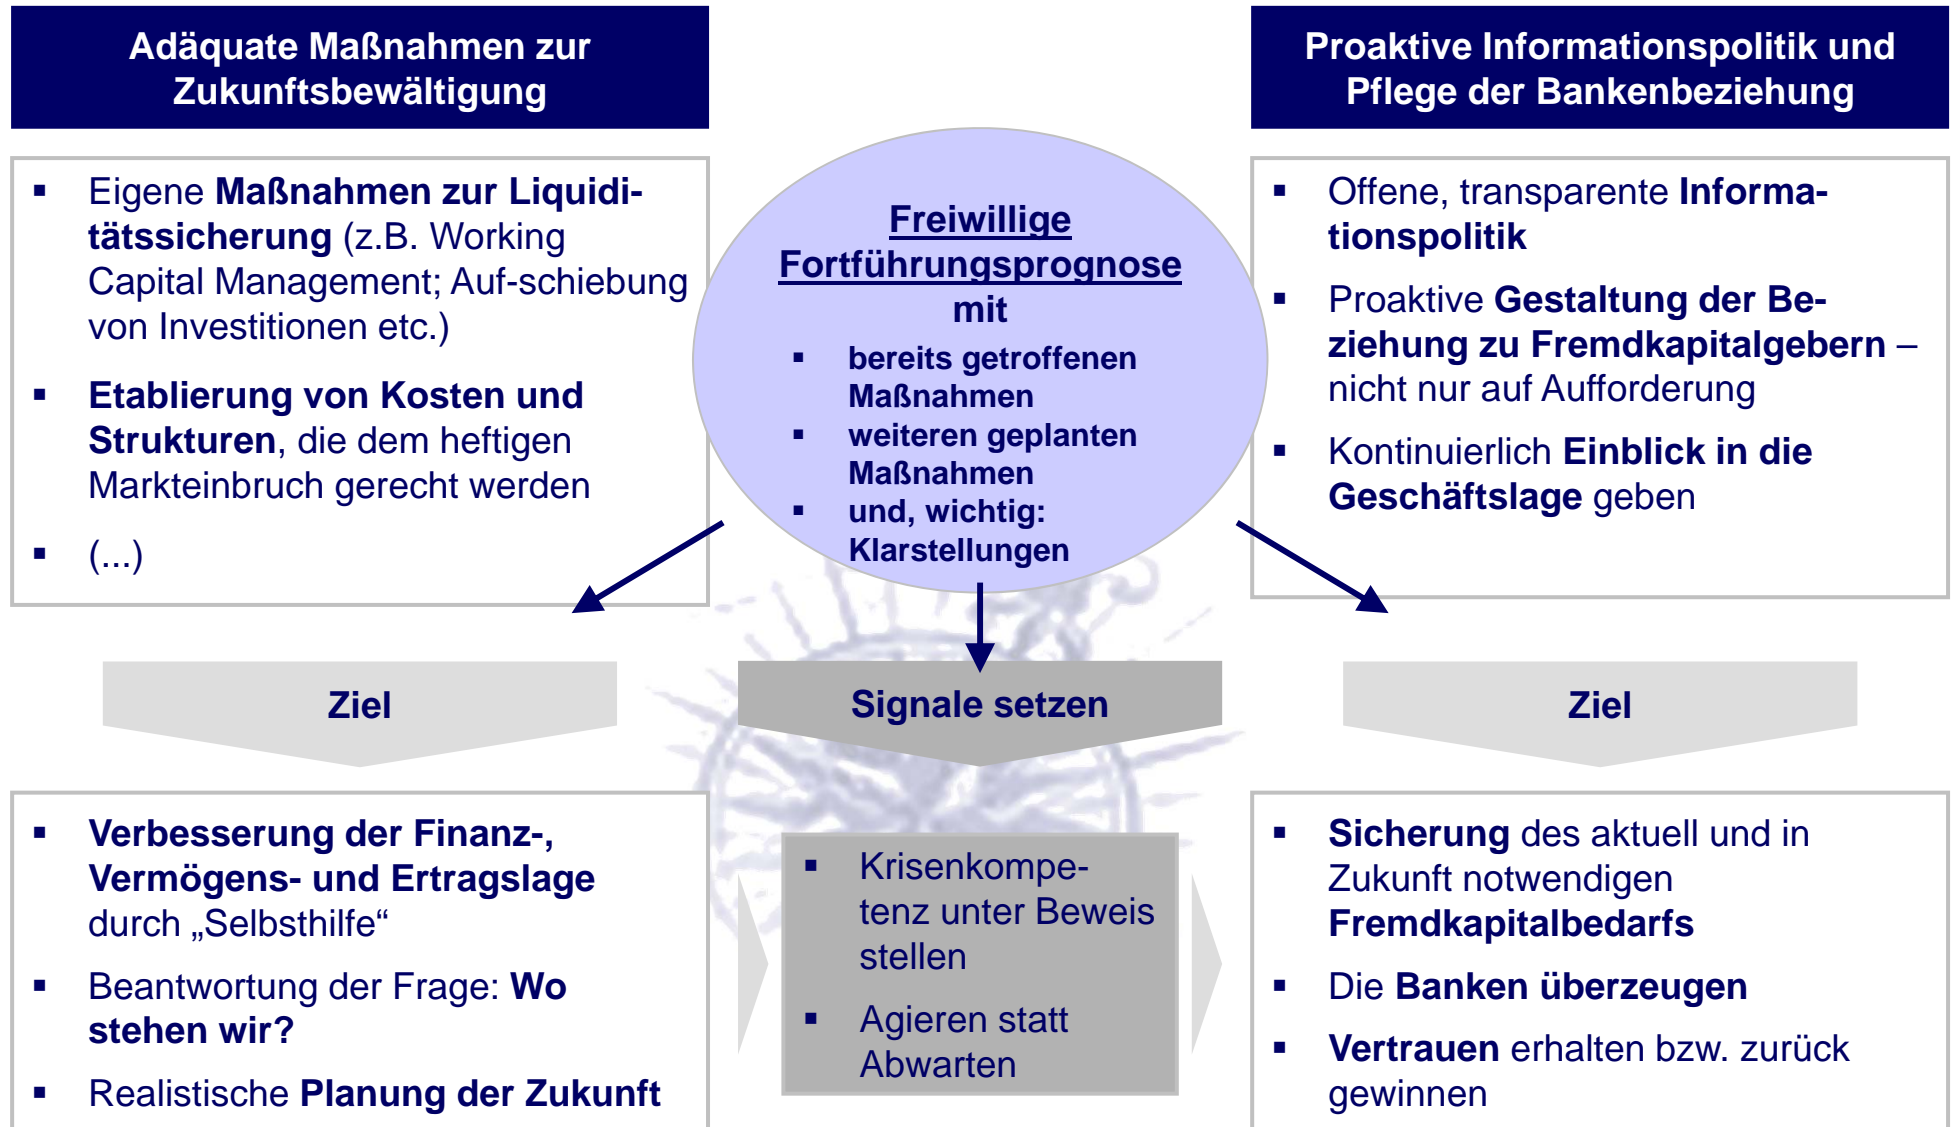 Adäquate Maßnahmen zur
Zukunftsbewältigung
▪ Eigene Maßnahmen zur Liquidi-
tätssicherung (z.B. Working
Capital Management; Auf-schiebung
von Investitionen etc.)
▪ Etablierung von Kosten und
Strukturen, die dem heftigen
Markteinbruch gerecht werden
▪ (...)
Freiwillige
Fortführungsprognose
mit
▪ bereits getroffenen
Maßnahmen
▪ weiteren geplanten
Maßnahmen
▪ und, wichtig:
Klarstellungen
Proaktive Informationspolitik und
Pflege der Bankenbeziehung
▪ Offene, transparente Informa-
tionspolitik
▪ Proaktive Gestaltung der Be-
ziehung zu Fremdkapitalgebern –
nicht nur auf Aufforderung
▪ Kontinuierlich Einblick in die
Geschäftslage geben
Ziel
Signale setzen
Ziel
▪ Verbesserung der Finanz-,
Vermögens- und Ertragslage
durch „Selbsthilfe“
▪ Beantwortung der Frage: Wo
stehen wir?
▪ Realistische Planung der Zukunft
▪ Krisenkompe-
tenz unter Beweis
stellen
▪ Agieren statt
Abwarten
▪ Sicherung des aktuell und in
Zukunft notwendigen
Fremdkapitalbedarfs
▪ Die Banken überzeugen
▪ Vertrauen erhalten bzw. zurück
gewinnen